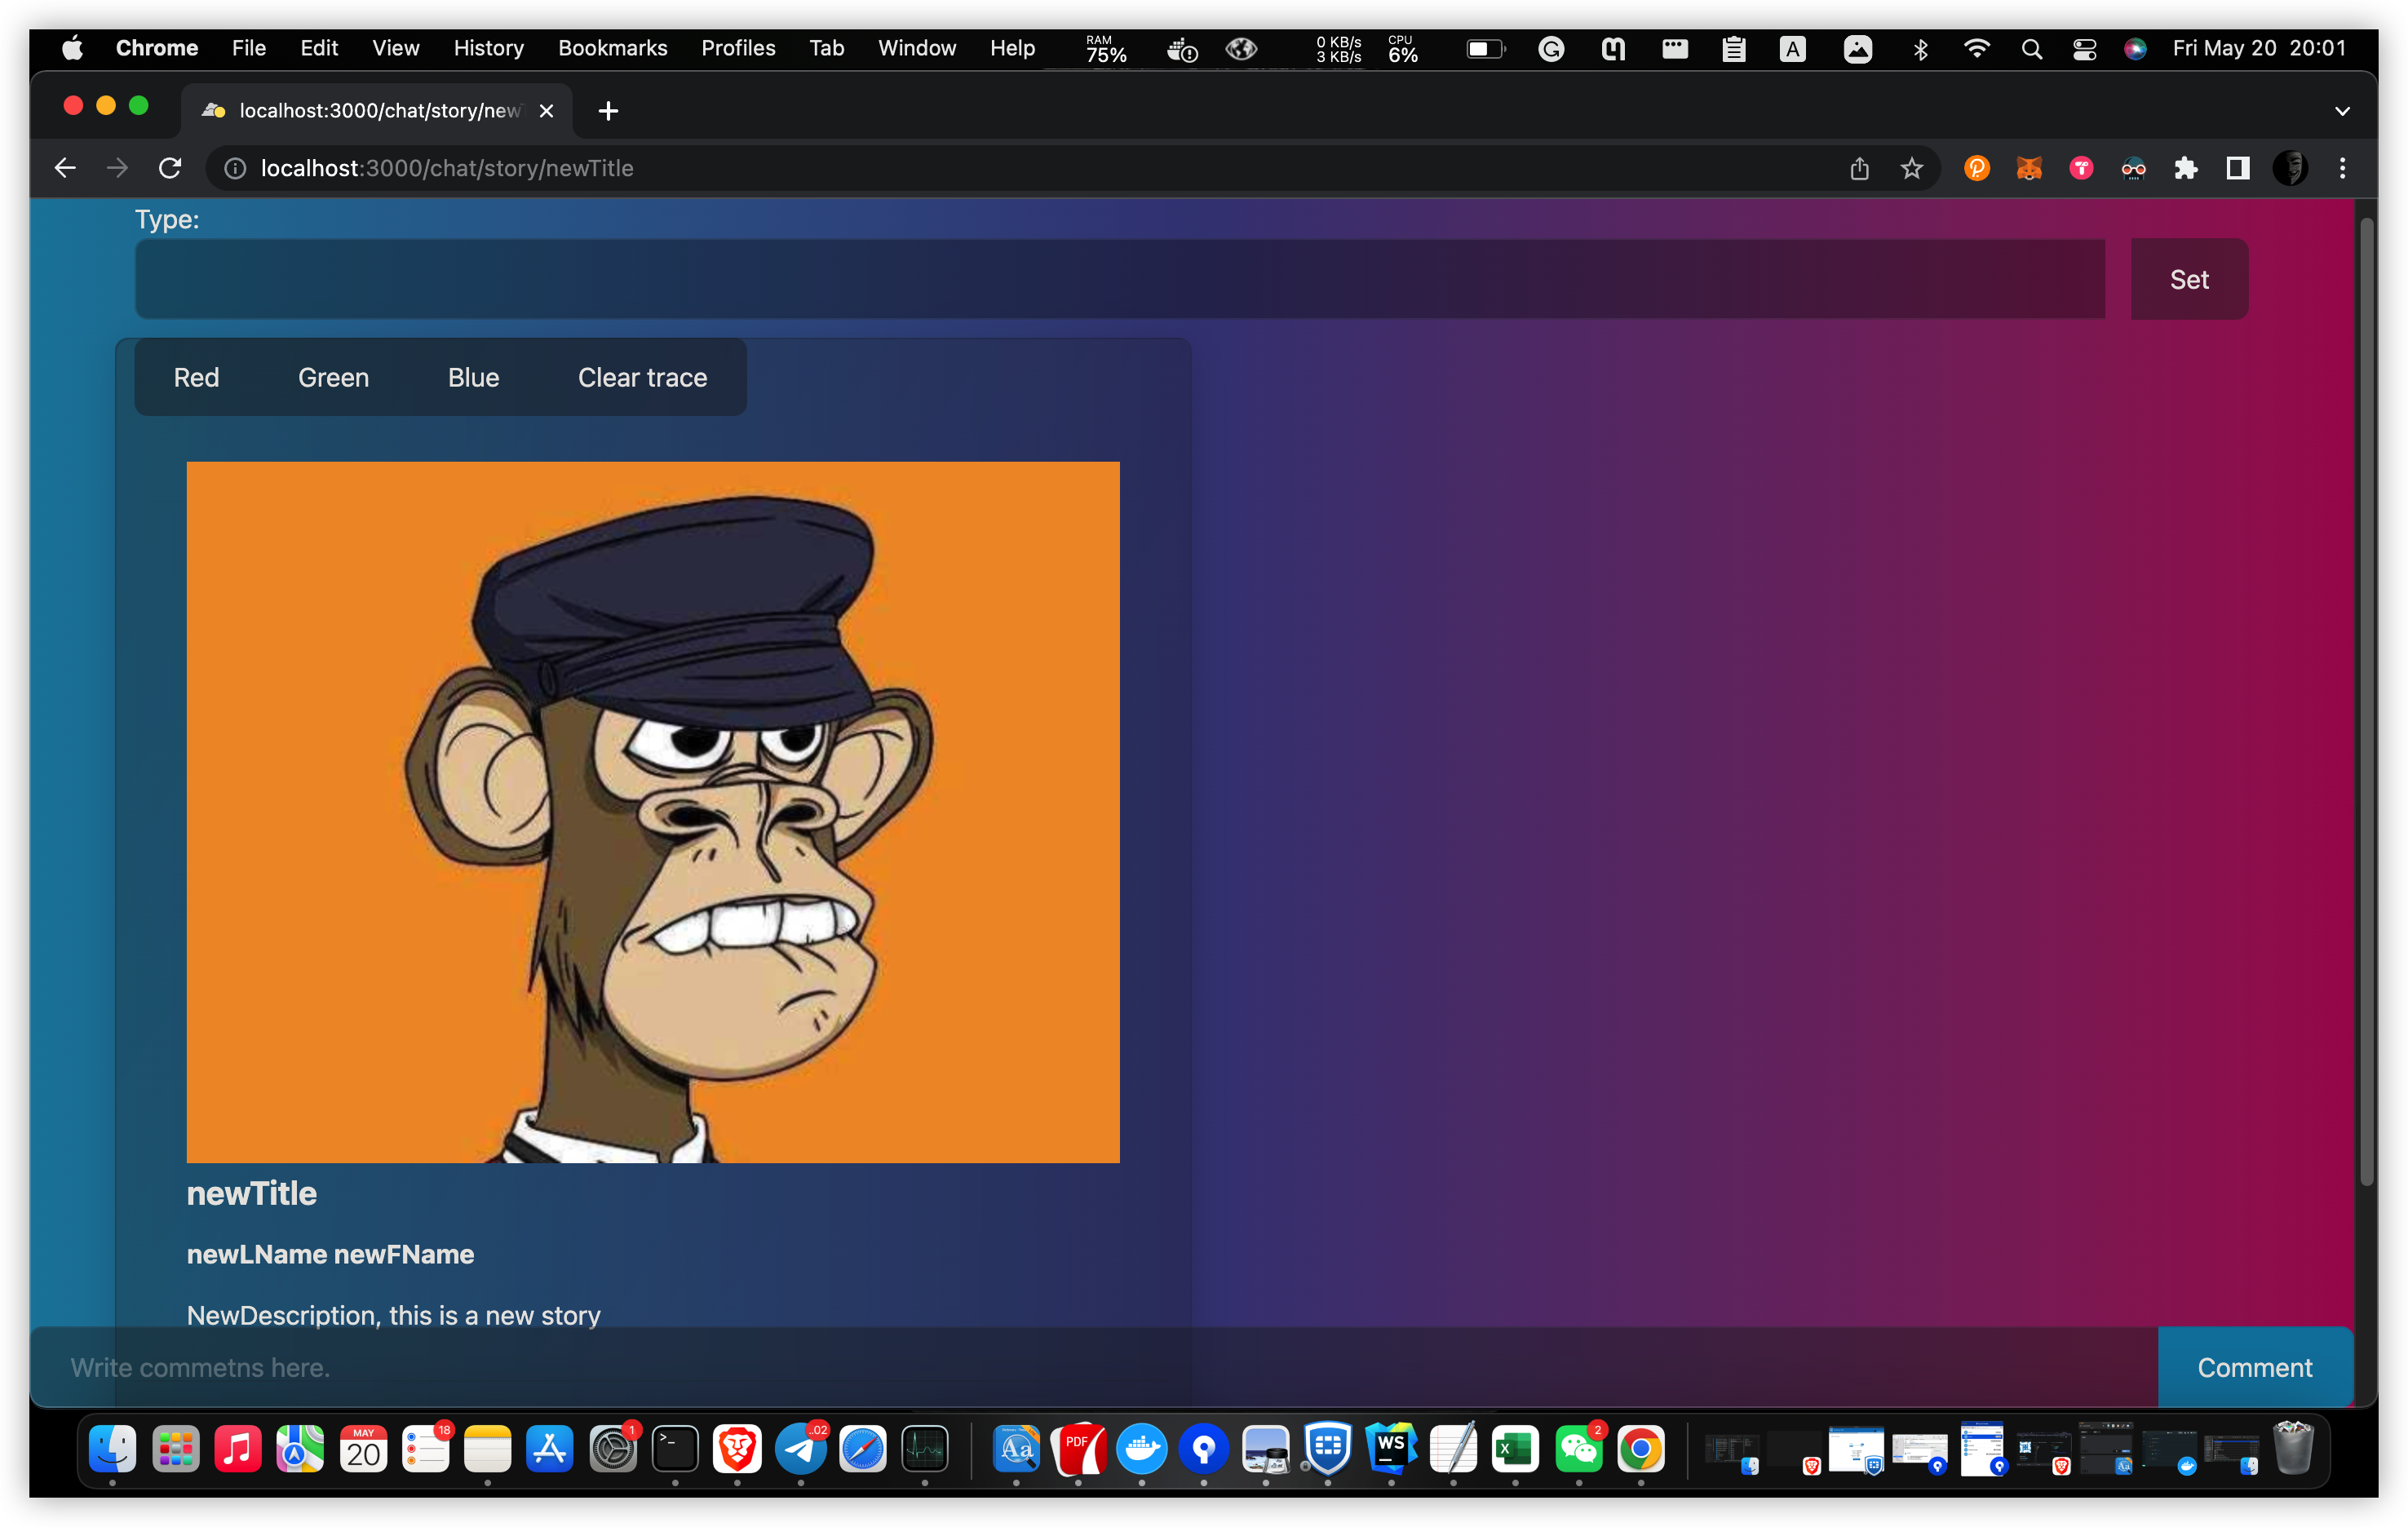 Chrome File Edit View History Bookmarks Profiles Tab Window Help RAM 75% 0 KB/s 3 KB/s CPU 6% A Fri May 20 20:01
localhost:3000/chat/story/new
localhost:3000/chat/story/newTitle
Type:
Set
Red Green Blue Clear trace
newTitle
newLName newFName
NewDescription, this is a new story
Write commetns here.
Comment
MAY
20
18
1
>_
..02
Aa
PDF
WS
X
2